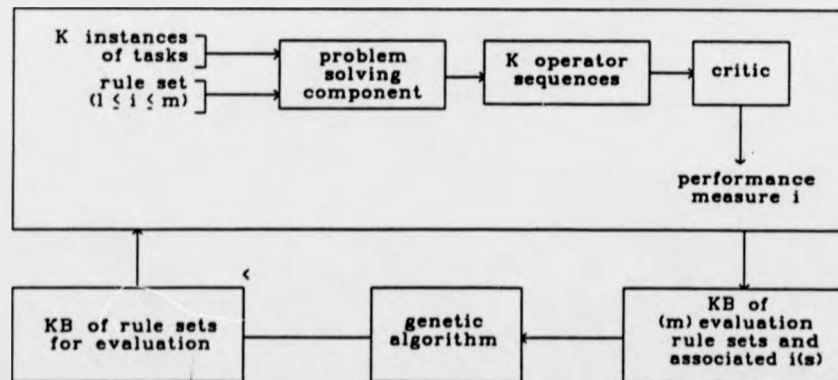 K instances
of tasks
rule set
(1 ≤ i ≤ m)
problem
solving
component
K operator
sequences
critic
performance
measure i
KB of rule sets
for evaluation
genetic
algorithm
KB of
(m) evaluation
rule sets and
associated i(s)